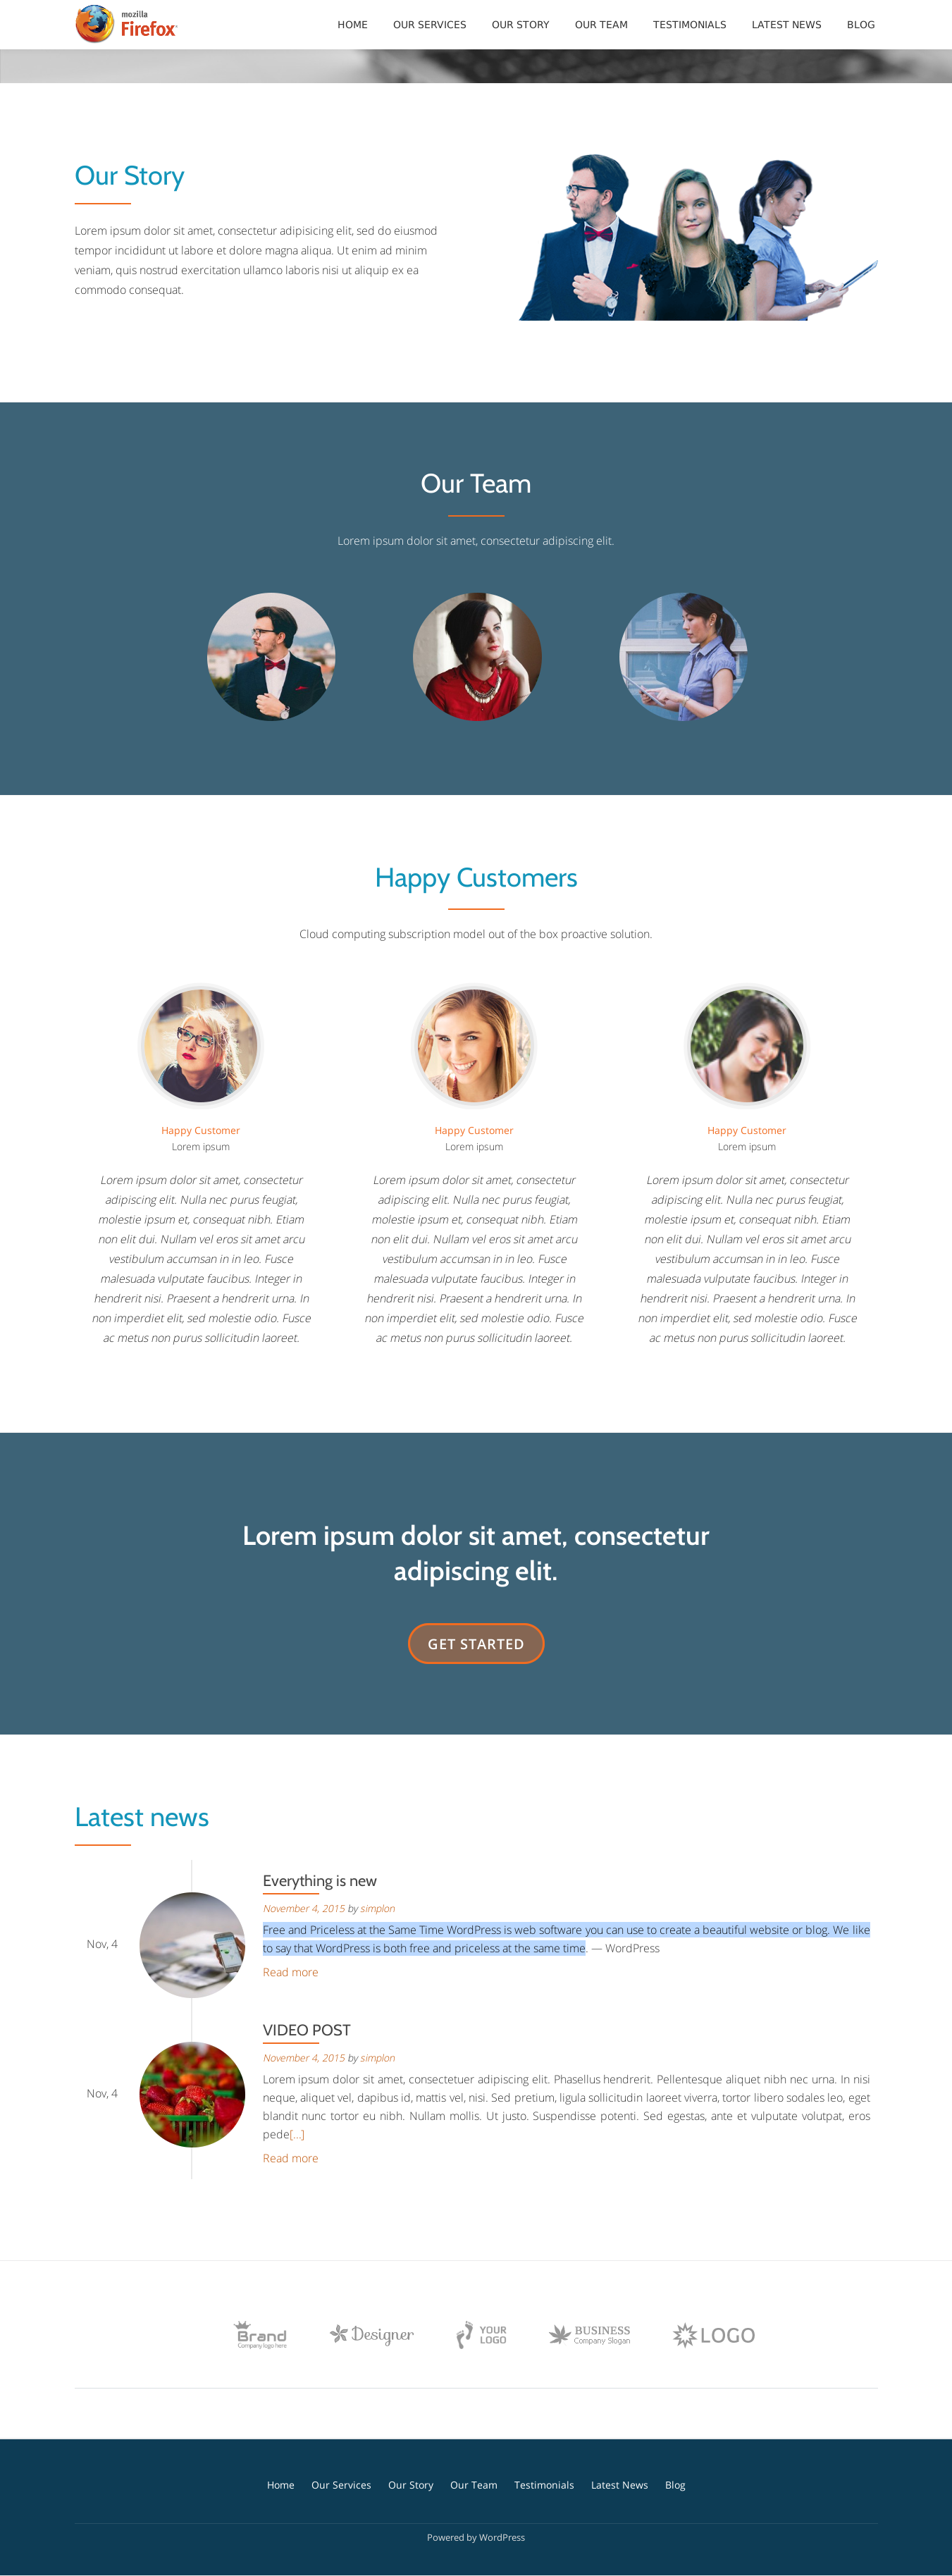 mozilla
Firefox
HOME OUR SERVICES OUR STORY OUR TEAM TESTIMONIALS LATEST NEWS BLOG
Our Story
Lorem ipsum dolor sit amet, consectetur adipisicing elit, sed do eiusmod
tempor incididunt ut labore et dolore magna aliqua. Ut enim ad minim
veniam, quis nostrud exercitation ullamco laboris nisi ut aliquip ex ea
commodo consequat.
Our Team
Lorem ipsum dolor sit amet, consectetur adipiscing elit.
Happy Customers
Cloud computing subscription model out of the box proactive solution.
Happy Customer
Lorem ipsum
Lorem ipsum dolor sit amet, consectetur
adipiscing elit. Nulla nec purus feugiat,
molestie ipsum et, consequat nibh. Etiam
non elit dui. Nullam vel eros sit amet arcu
vestibulum accumsan in in leo. Fusce
malesuada vulputate faucibus. Integer in
hendrerit nisi. Praesent a hendrerit urna. In
non imperdiet elit, sed molestie odio. Fusce
ac metus non purus sollicitudin laoreet.
Happy Customer
Lorem ipsum
Lorem ipsum dolor sit amet, consectetur
adipiscing elit. Nulla nec purus feugiat,
molestie ipsum et, consequat nibh. Etiam
non elit dui. Nullam vel eros sit amet arcu
vestibulum accumsan in in leo. Fusce
malesuada vulputate faucibus. Integer in
hendrerit nisi. Praesent a hendrerit urna. In
non imperdiet elit, sed molestie odio. Fusce
ac metus non purus sollicitudin laoreet.
Happy Customer
Lorem ipsum
Lorem ipsum dolor sit amet, consectetur
adipiscing elit. Nulla nec purus feugiat,
molestie ipsum et, consequat nibh. Etiam
non elit dui. Nullam vel eros sit amet arcu
vestibulum accumsan in in leo. Fusce
malesuada vulputate faucibus. Integer in
hendrerit nisi. Praesent a hendrerit urna. In
non imperdiet elit, sed molestie odio. Fusce
ac metus non purus sollicitudin laoreet.
Lorem ipsum dolor sit amet, consectetur
adipiscing elit.
GET STARTED
Latest news
Nov, 4
Everything is new
November 4, 2015 by simplon
Free and Priceless at the Same Time WordPress is web software you can use to create a beautiful website or blog. We like
to say that WordPress is both free and priceless at the same time. — WordPress
Read more
Nov, 4
VIDEO POST
November 4, 2015 by simplon
Lorem ipsum dolor sit amet, consectetuer adipiscing elit. Phasellus hendrerit. Pellentesque aliquet nibh nec urna. In nisi
neque, aliquet vel, dapibus id, mattis vel, nisi. Sed pretium, ligula sollicitudin laoreet viverra, tortor libero sodales leo, eget
blandit nunc tortor eu nibh. Nullam mollis. Ut justo. Suspendisse potenti. Sed egestas, ante et vulputate volutpat, eros
pede[...]
Read more
Brand
Company logo here
Designer
YOUR
LOGO
BUSINESS
Company Slogan
LOGO
Home Our Services Our Story Our Team Testimonials Latest News Blog
Powered by WordPress